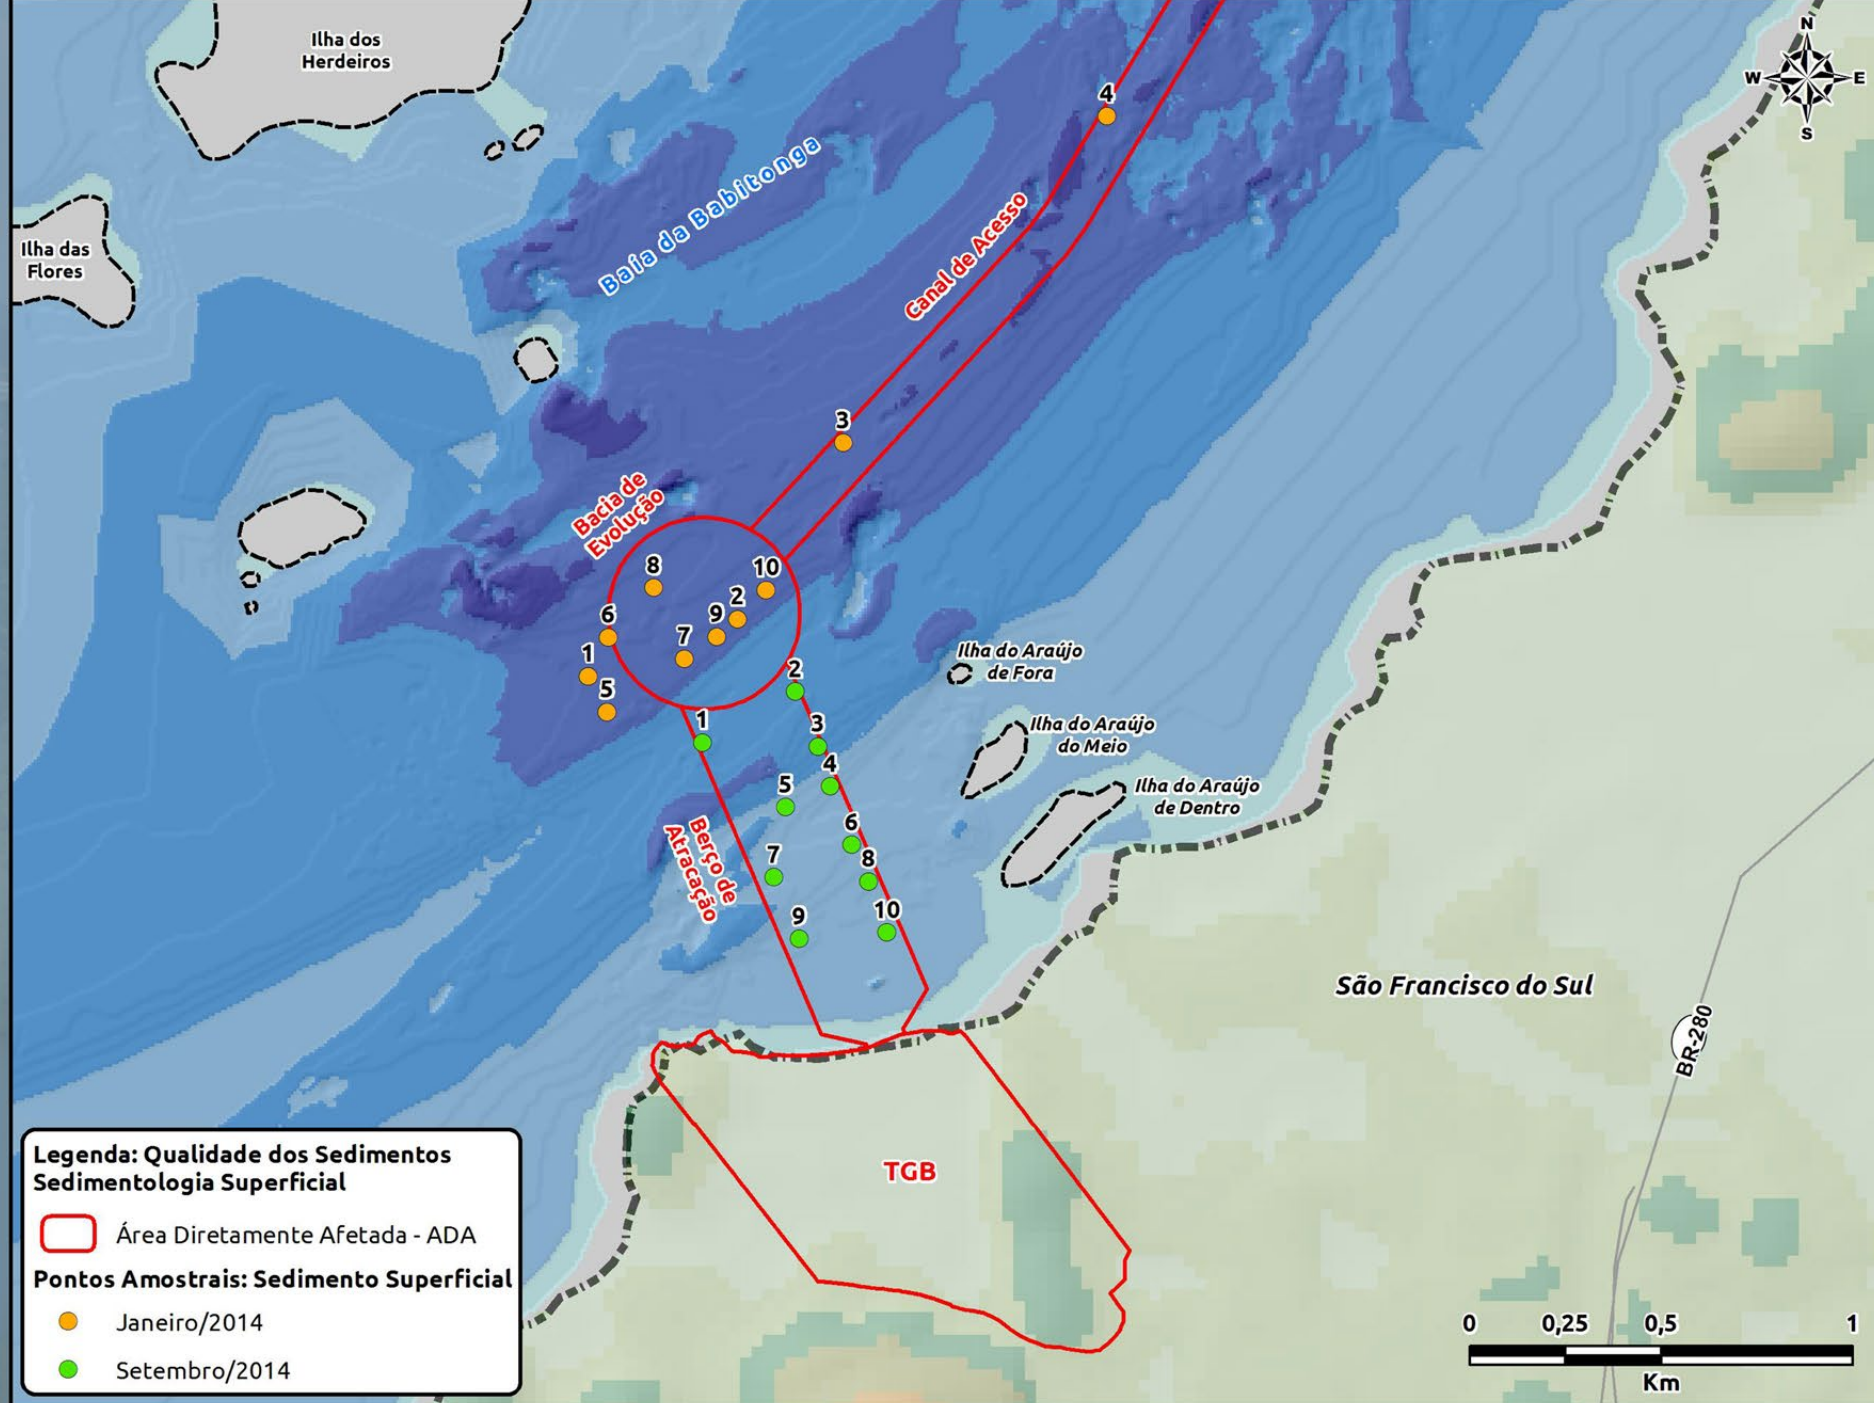 Ilha dos
Herdeiros
N
W
E
S
4
Baía da Babitonga
Canal de Acesso
Ilha das
Flores
3
Bacia de
Evolução
8
10
2
9
6
7
1
5
2
1
3
4
5
6
7
8
9
10
Ilha do Araújo
de Fora
Ilha do Araújo
do Meio
Ilha do Araújo
de Dentro
Berço de
Atracação
São Francisco do Sul
BR-280
TGB
Legenda: Qualidade dos Sedimentos
Sedimentologia Superficial
Área Diretamente Afetada - ADA
Pontos Amostrais: Sedimento Superficial
Janeiro/2014
Setembro/2014
0 0,25 0,5 1
Km